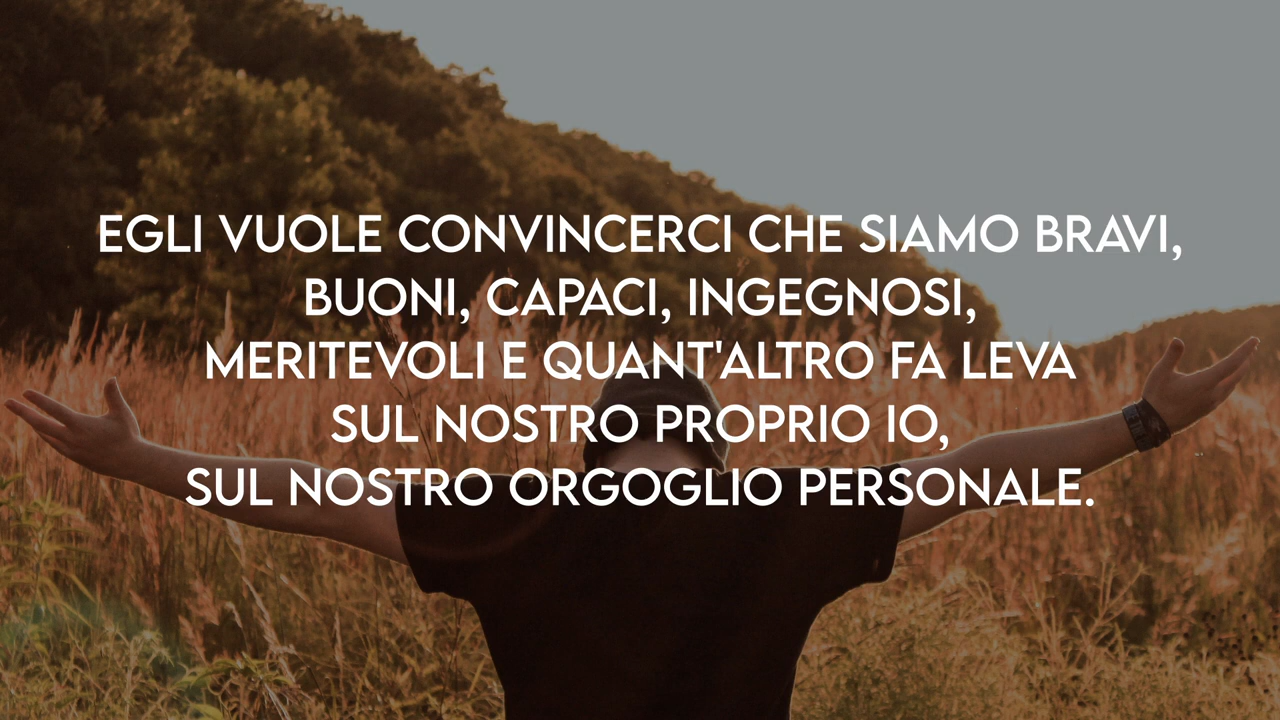 EGLI VUOLE CONVINCERCI CHE SIAMO BRAVI,
BUONI, CAPACI, INGEGNOSI,
MERITEVOLI E QUANT'ALTRO FA LEVA
SUL NOSTRO PROPRIO IO,
SUL NOSTRO ORGOGLIO PERSONALE.